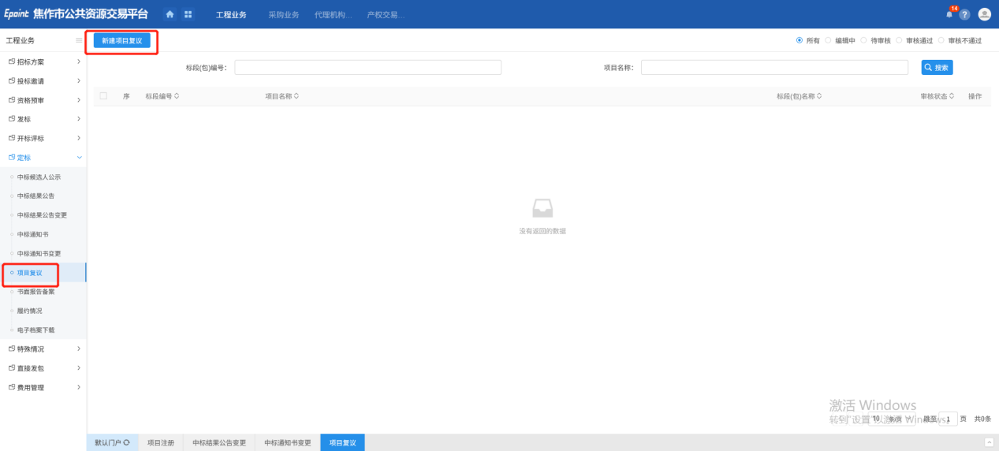 Epoint 焦作市公共资源交易平台 工程业务 采购业务 代理机构... 产权交易... 14 ?
工程业务
新建项目复议
所有 编辑中 待审核 审核通过 审核不通过
标段(包)编号: 项目名称: 搜索
序 标段编号 项目名称 标段(包)名称 审核状态 操作
招标方案
投标邀请
资格预审
发标
开标评标
定标
中标候选人公示
中标结果公告
中标结果公告变更
中标通知书
中标通知书变更
项目复议
书面报告备案
履约情况
电子档案下载
特殊情况
直接发包
费用管理
没有返回的数据
激活 Windows
转到"设置"以激活 Windows。
10 条/页 跳至 1 页 共0条
默认门户 项目注册 中标结果公告变更 中标通知书变更 项目复议